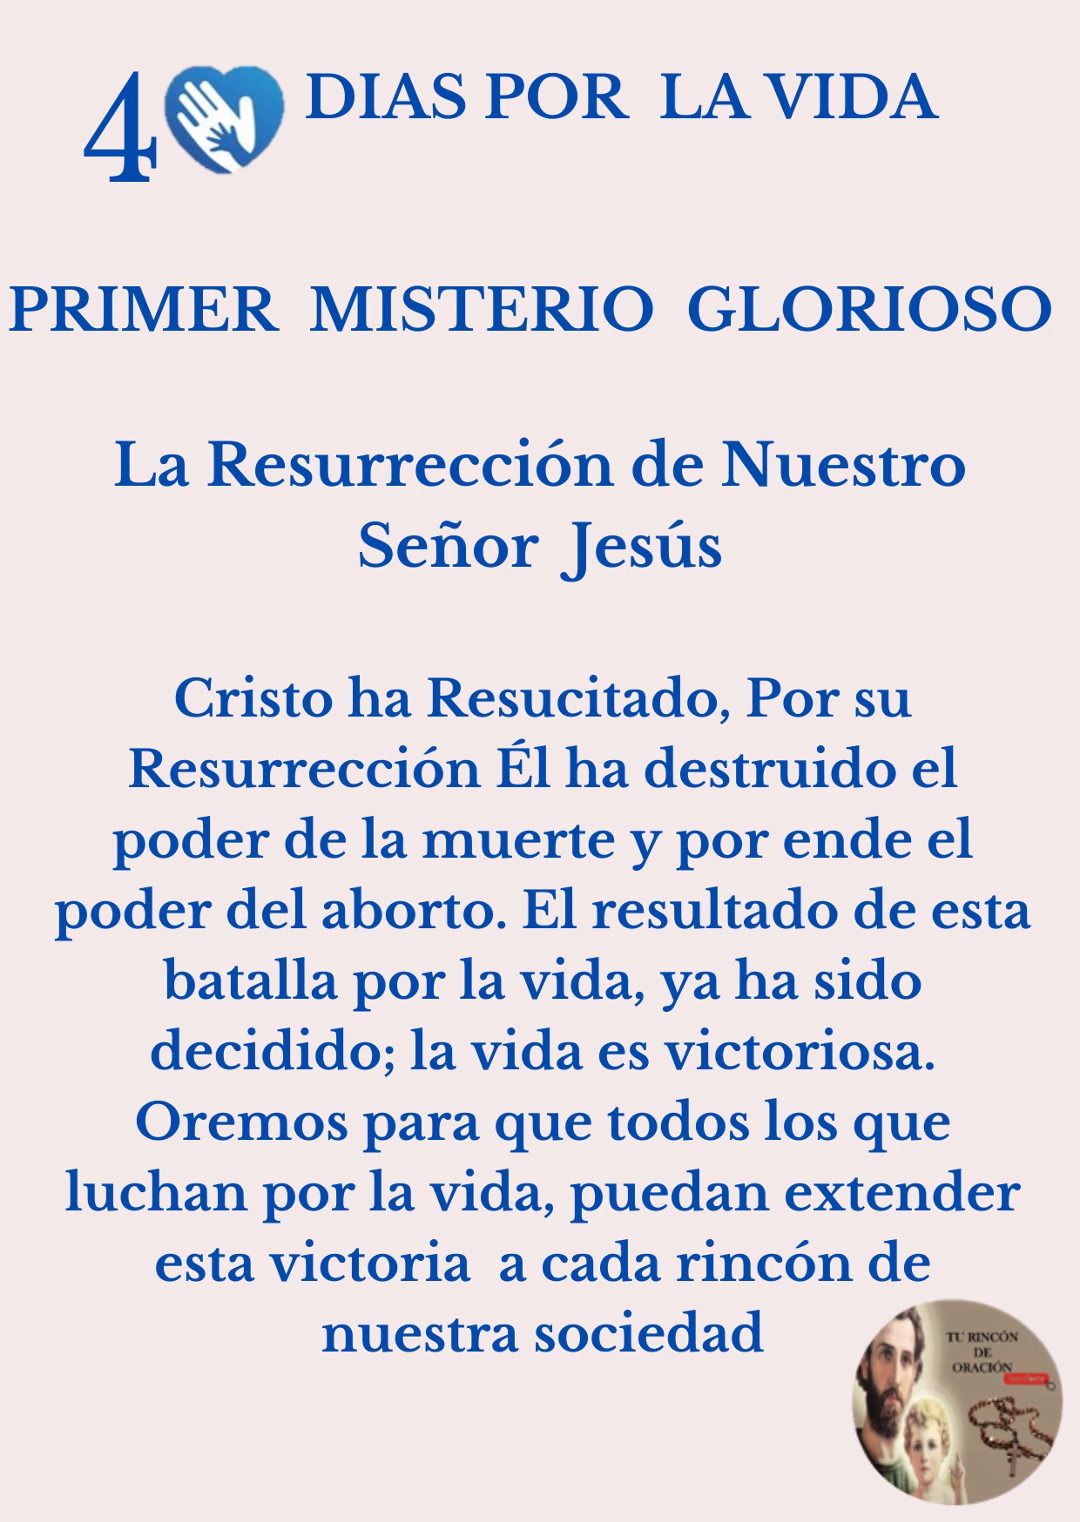 4 DIAS POR LA VIDA
PRIMER MISTERIO GLORIOSO
La Resurrección de Nuestro
Señor Jesús
Cristo ha Resucitado, Por su
Resurrección Él ha destruido el
poder de la muerte y por ende el
poder del aborto. El resultado de esta
batalla por la vida, ya ha sido
decidido; la vida es victoriosa.
Oremos para que todos los que
luchan por la vida, puedan extender
esta victoria a cada rincón de
nuestra sociedad
TU RINCÓN
DE
ORACIÓN